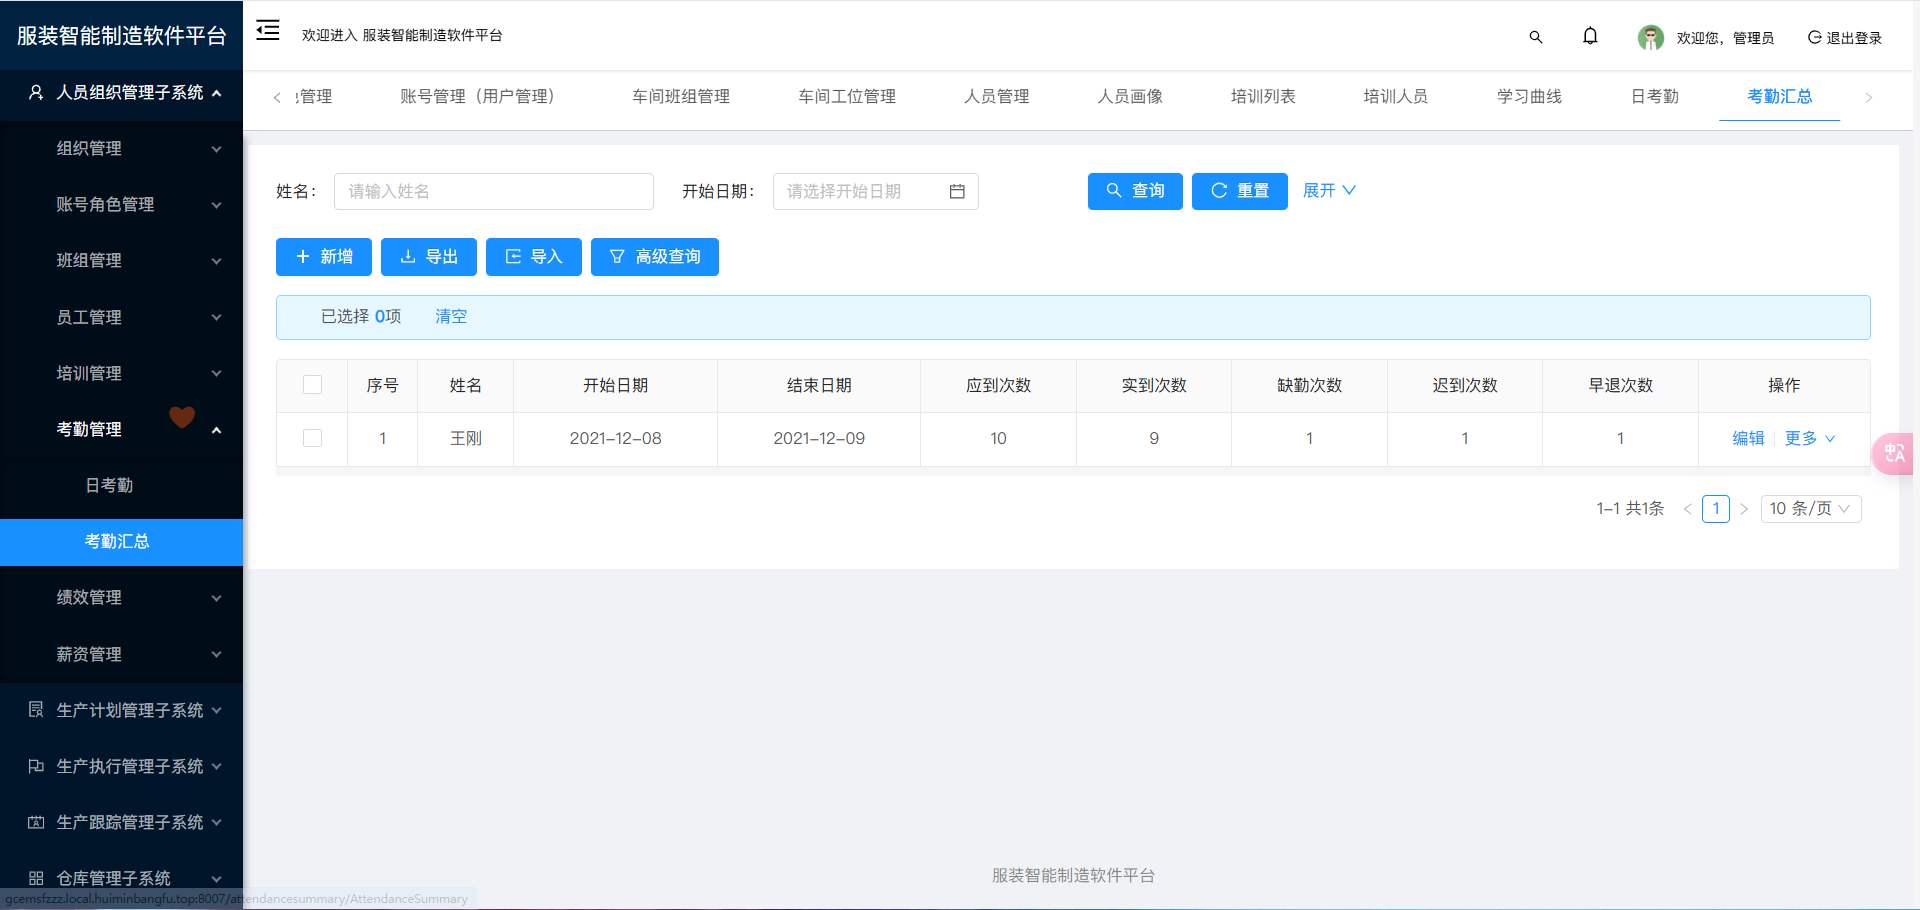 服装智能制造软件平台
欢迎进入 服装智能制造软件平台
欢迎您，管理员
退出登录
人员组织管理子系统
组织管理
账号角色管理
班组管理
员工管理
培训管理
考勤管理
日考勤
考勤汇总
绩效管理
薪资管理
生产计划管理子系统
生产执行管理子系统
生产跟踪管理子系统
仓库管理子系统
gcemsfzzz.local.huiminbangfu.top:8007/attendancesummary/AttendanceSummary
管理 账号管理（用户管理） 车间班组管理 车间工位管理 人员管理 人员画像 培训列表 培训人员 学习曲线 日考勤 考勤汇总
姓名： 请输入姓名 开始日期： 请选择开始日期 查询 重置 展开
新增 导出 导入 高级查询
已选择 0项 清空
序号 姓名 开始日期 结束日期 应到次数 实到次数 缺勤次数 迟到次数 早退次数 操作
1 王刚 2021-12-08 2021-12-09 10 9 1 1 1 编辑 更多
1-1 共1条 1 10 条/页
中A
服装智能制造软件平台